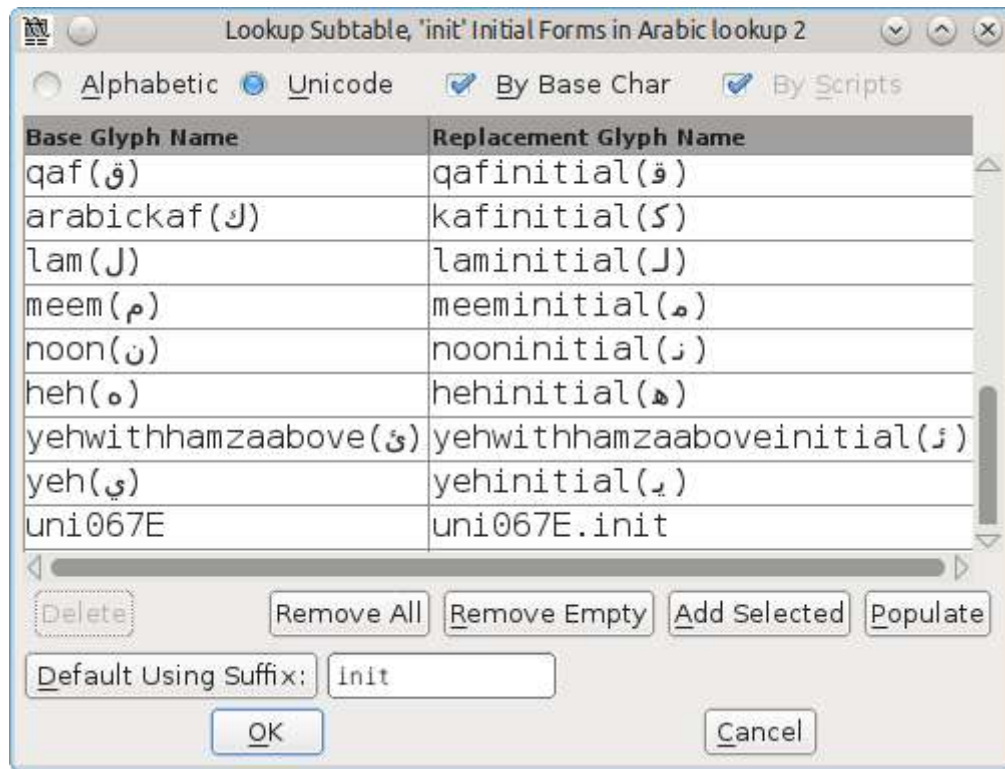 Lookup Subtable, 'init' Initial Forms in Arabic lookup 2
Alphabetic Unicode By Base Char By Scripts
Base Glyph Name Replacement Glyph Name
qaf(ق) qafinitial(ﻗ)
arabickaf(ك) kafinitial(ﻛ)
lam(ل) laminitial(ﻟ)
meem(م) meeminitial(ﻣ)
noon(ن) nooninitial(ﻧ)
heh(ه) hehinitial(ﻫ)
yehwithhamzaabove(ئ) yehwithhamzaaboveinitial(ﺋ)
yeh(ي) yehinitial(ﻳ)
uni067E uni067E.init
Delete Remove All Remove Empty Add Selected Populate
Default Using Suffix: init
OK Cancel